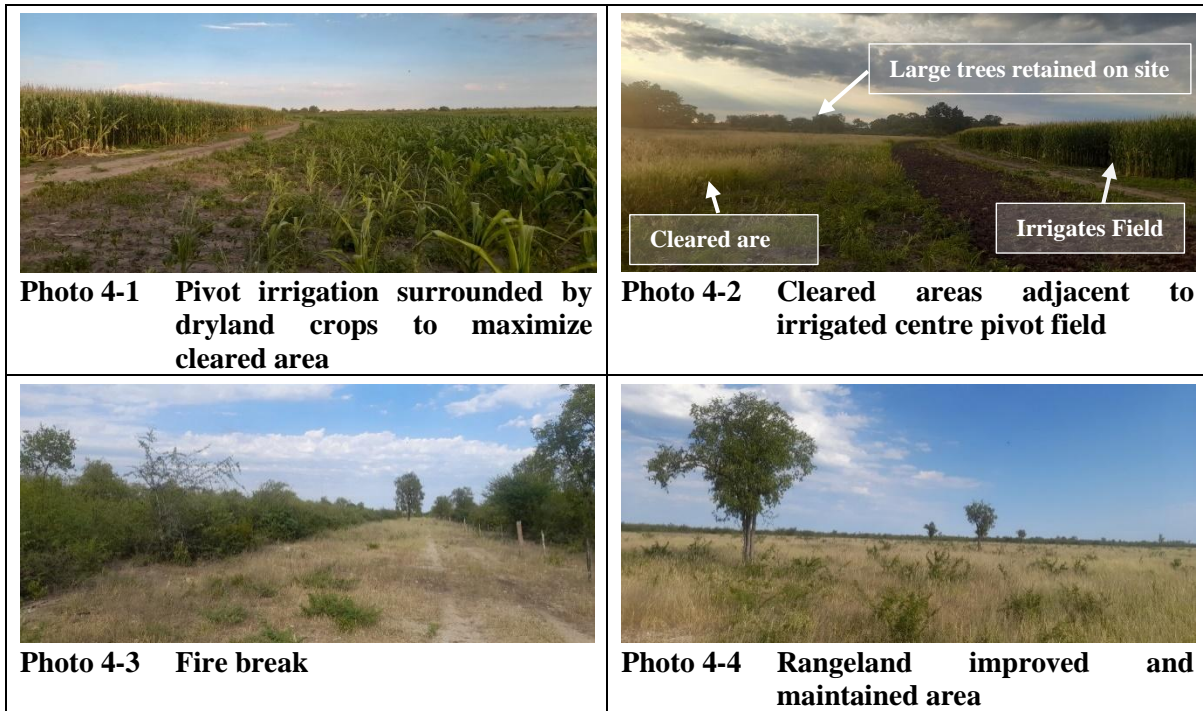 Large trees retained on site
Cleared are
Irrigates Field
Photo 4-1 Pivot irrigation surrounded by
dryland crops to maximize
cleared area
Photo 4-2 Cleared areas adjacent to
irrigated centre pivot field
Photo 4-3 Fire break
Photo 4-4 Rangeland improved and
maintained area